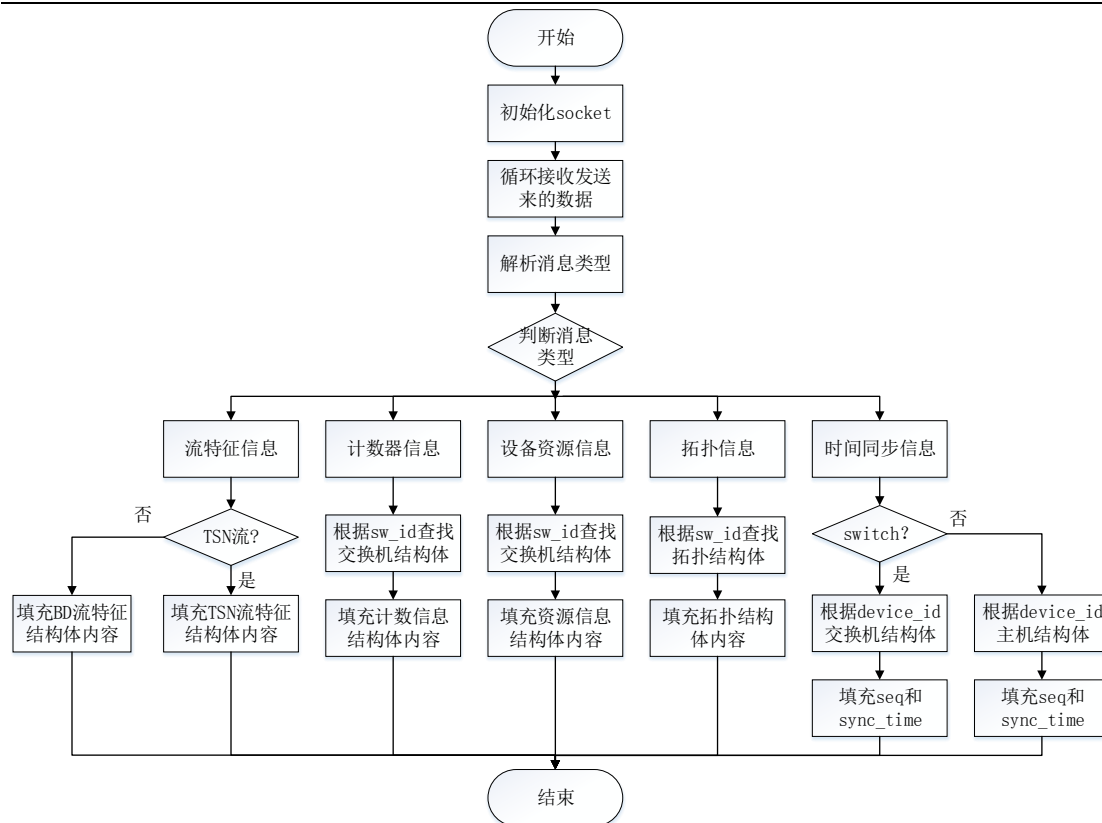 开始
初始化socket
循环接收发送
来的数据
解析消息类型
判断消息
类型
流特征信息
计数器信息
设备资源信息
拓扑信息
时间同步信息
否
TSN流?
是
根据sw_id查找
交换机结构体
根据sw_id查找
交换机结构体
根据sw_id查找
拓扑结构体
switch?
否
是
填充BD流特征
结构体内容
填充TSN流特征
结构体内容
填充计数信息
结构体内容
填充资源信息
结构体内容
填充拓扑结构
体内容
根据device_id
交换机结构体
根据device_id
主机结构体
填充seq和
sync_time
填充seq和
sync_time
结束